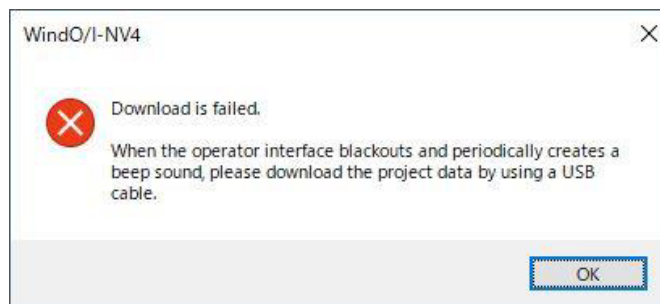 WindO/I-NV4
Download is failed.
When the operator interface blackouts and periodically creates a
beep sound, please download the project data by using a USB
cable.
OK